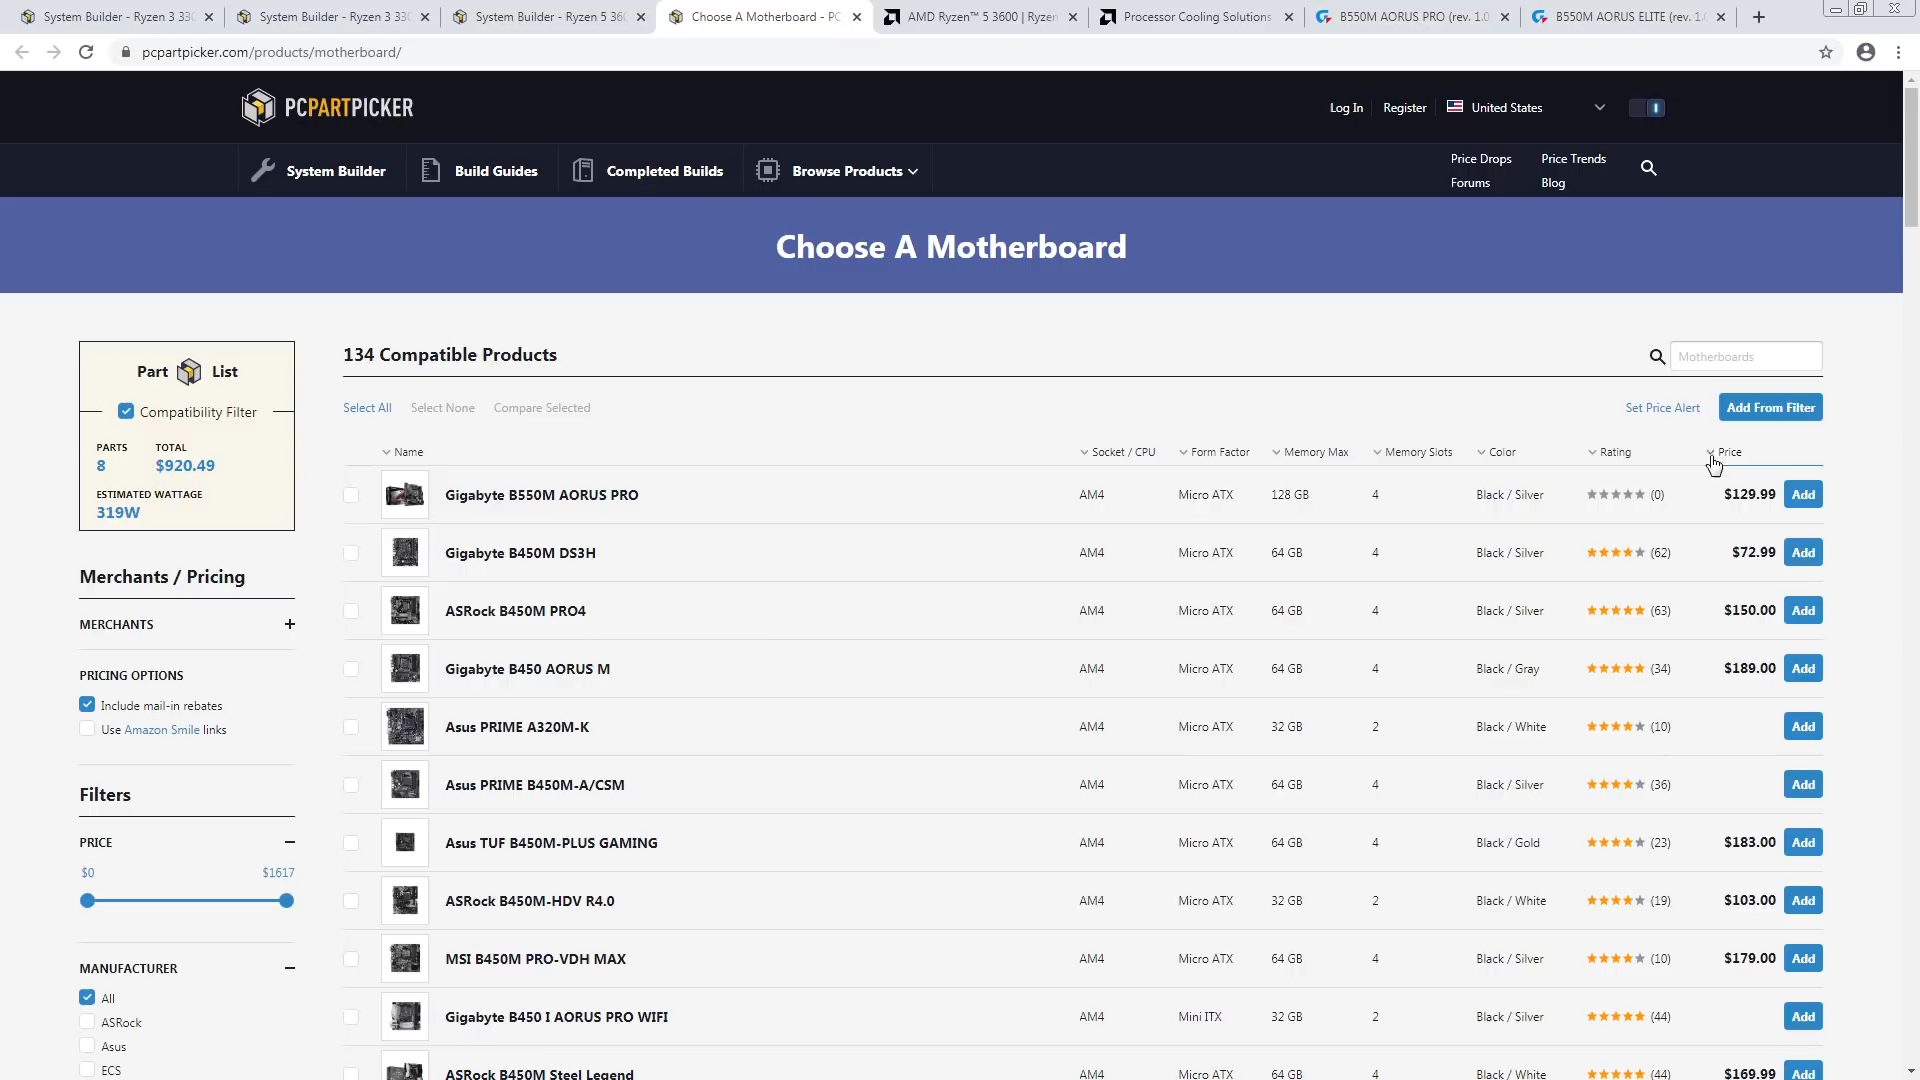 System Builder - Ryzen 3 330
System Builder - Ryzen 3 330
System Builder - Ryzen 5 360
Choose A Motherboard - PC
AMD Ryzen™ 5 3600 | Ryzen
Processor Cooling Solutions
B550M AORUS PRO (rev. 1.0
B550M AORUS ELITE (rev. 1.0
pcpartpicker.com/products/motherboard/
PCPARTPICKER
Log In
Register
United States
System Builder
Build Guides
Completed Builds
Browse Products
Price Drops
Price Trends
Forums
Blog
Choose A Motherboard
Part List
Compatibility Filter
PARTS TOTAL
8 $920.49
ESTIMATED WATTAGE
319W
Merchants / Pricing
MERCHANTS
PRICING OPTIONS
Include mail-in rebates
Use Amazon Smile links
Filters
PRICE
$0 $1617
MANUFACTURER
All
ASRock
Asus
ECS
134 Compatible Products
Motherboards
Select All Select None Compare Selected
Set Price Alert Add From Filter
Name Socket / CPU Form Factor Memory Max Memory Slots Color Rating Price
Gigabyte B550M AORUS PRO AM4 Micro ATX 128 GB 4 Black / Silver (0) $129.99 Add
Gigabyte B450M DS3H AM4 Micro ATX 64 GB 4 Black / Silver (62) $72.99 Add
ASRock B450M PRO4 AM4 Micro ATX 64 GB 4 Black / Silver (63) $150.00 Add
Gigabyte B450 AORUS M AM4 Micro ATX 64 GB 4 Black / Gray (34) $189.00 Add
Asus PRIME A320M-K AM4 Micro ATX 32 GB 2 Black / White (10) Add
Asus PRIME B450M-A/CSM AM4 Micro ATX 64 GB 4 Black / Silver (36) Add
Asus TUF B450M-PLUS GAMING AM4 Micro ATX 64 GB 4 Black / Gold (23) $183.00 Add
ASRock B450M-HDV R4.0 AM4 Micro ATX 32 GB 2 Black / White (19) $103.00 Add
MSI B450M PRO-VDH MAX AM4 Micro ATX 64 GB 4 Black / Silver (10) $179.00 Add
Gigabyte B450 I AORUS PRO WIFI AM4 Mini ITX 32 GB 2 Black / Silver (44) Add
ASRock B450M Steel Legend AM4 Micro ATX 64 GB 4 Black / White (44) $169.99 Add